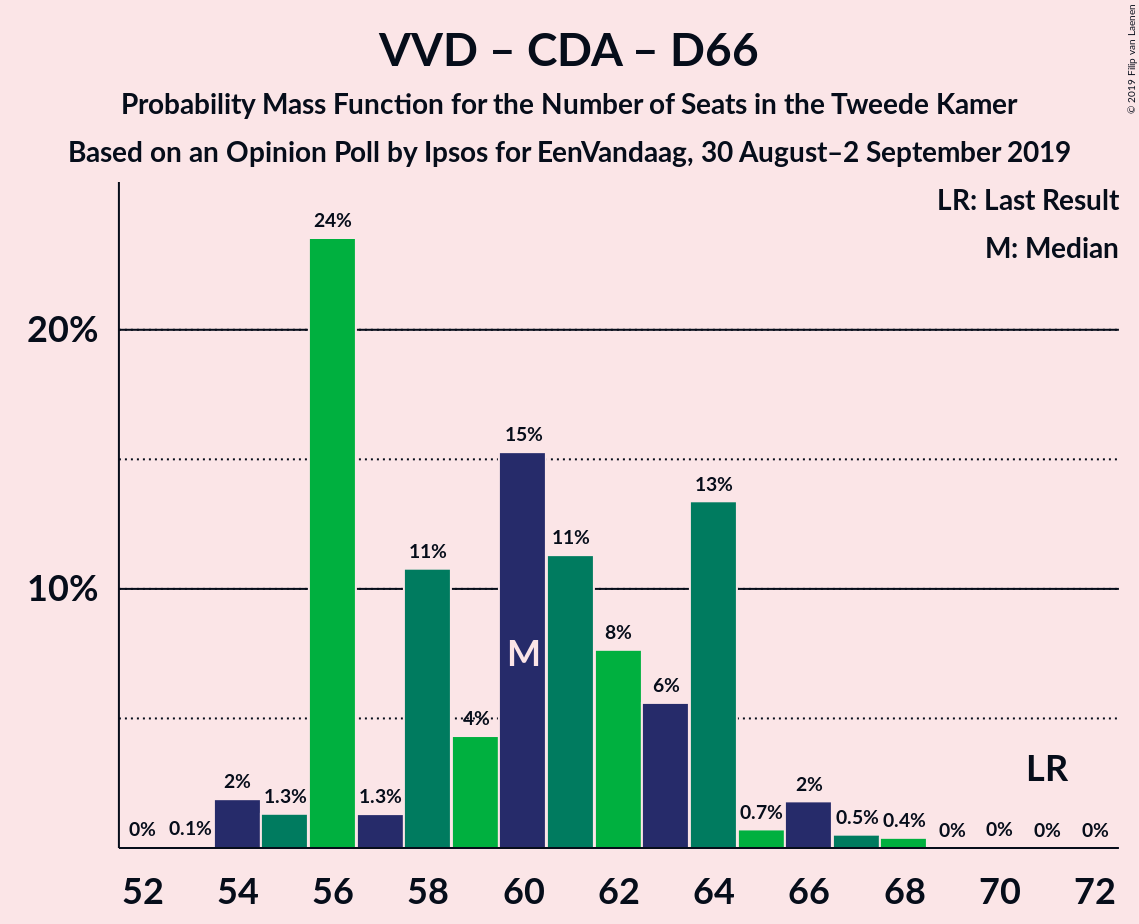 VVD – CDA – D66
Probability Mass Function for the Number of Seats in the Tweede Kamer
Based on an Opinion Poll by Ipsos for EenVandaag, 30 August–2 September 2019
© 2019 Filip van Laenen
LR: Last Result
M: Median
20%
10%
0%
0.1%
2%
1.3%
24%
1.3%
11%
4%
15%
11%
8%
6%
13%
0.7%
2%
0.5%
0.4%
0%
0%
0%
0%
M
LR
52 54 56 58 60 62 64 66 68 70 72